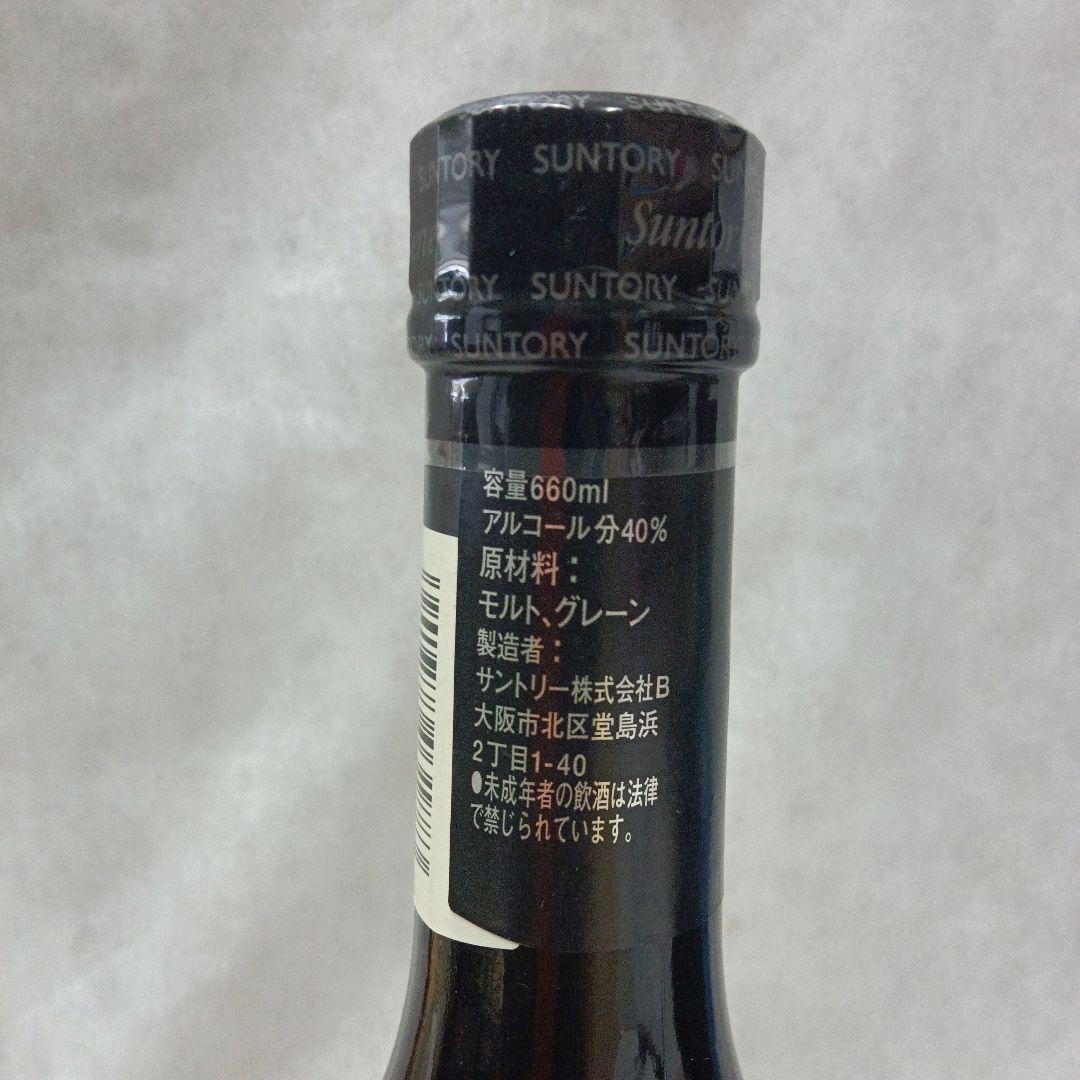 SUNTORY SUNT
SUNTORY SUNTORY SUN
Suntor
SUNTORY SUNTORY SU
SUNTORY SUNTORY
容量660ml
アルコール分40%
原材料：
モルト、グレーン
製造者：
サントリー株式会社B
大阪市北区堂島浜
2丁目1-40
●未成年者の飲酒は法律
で禁じられています。